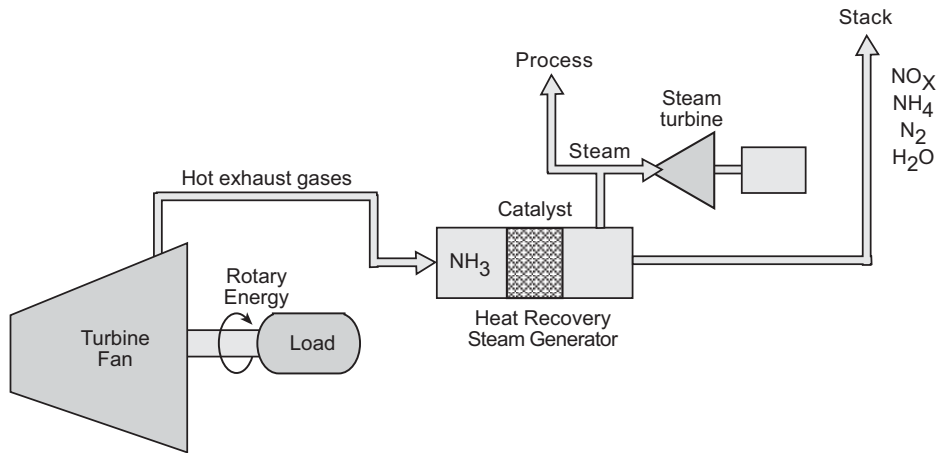 Stack
Process
NOX
NH4
N2
H2O
Steam
turbine
Steam
Hot exhaust gases
Catalyst
NH3
Rotary
Energy
Heat Recovery
Steam Generator
Turbine
Fan
Load